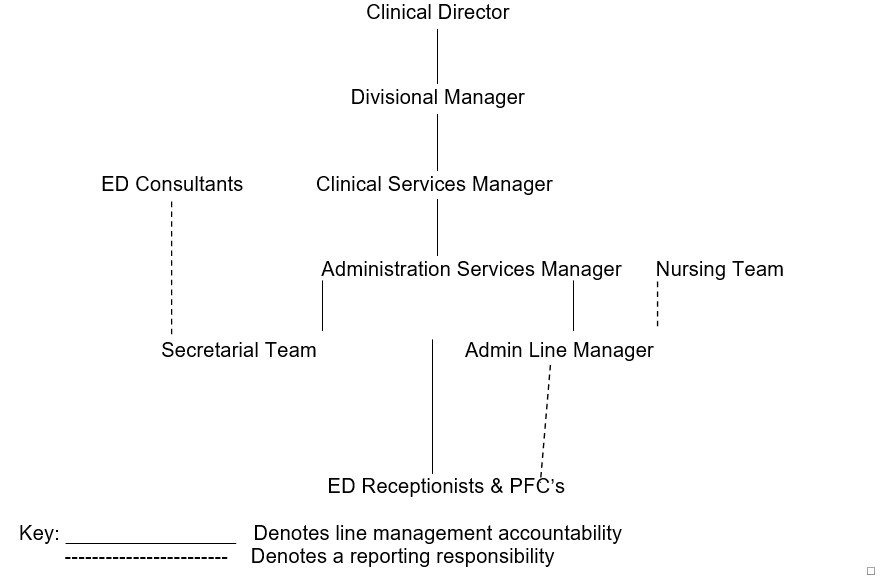 Clinical Director
Divisional Manager
ED Consultants Clinical Services Manager
Administration Services Manager Nursing Team
Secretarial Team Admin Line Manager
ED Receptionists & PFC’s
Key: ________________ Denotes line management accountability
------------------------- Denotes a reporting responsibility